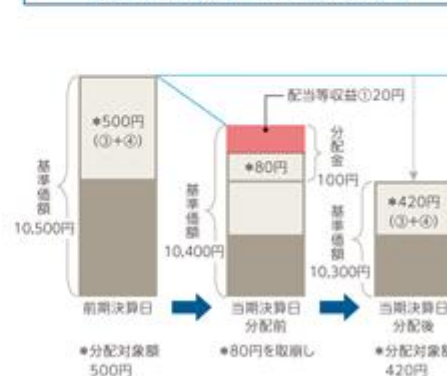 配当等収益①20円
*500円
(③+④)
分配金
100円
*80円
基準価額
10,500円
基準価額
10,400円
基準価額
10,300円
*420円
(③+④)
前期決算日
当期決算日
分配前
当期決算日
分配後
*分配対象額
500円
*80円を取崩し
*分配対象額
420円